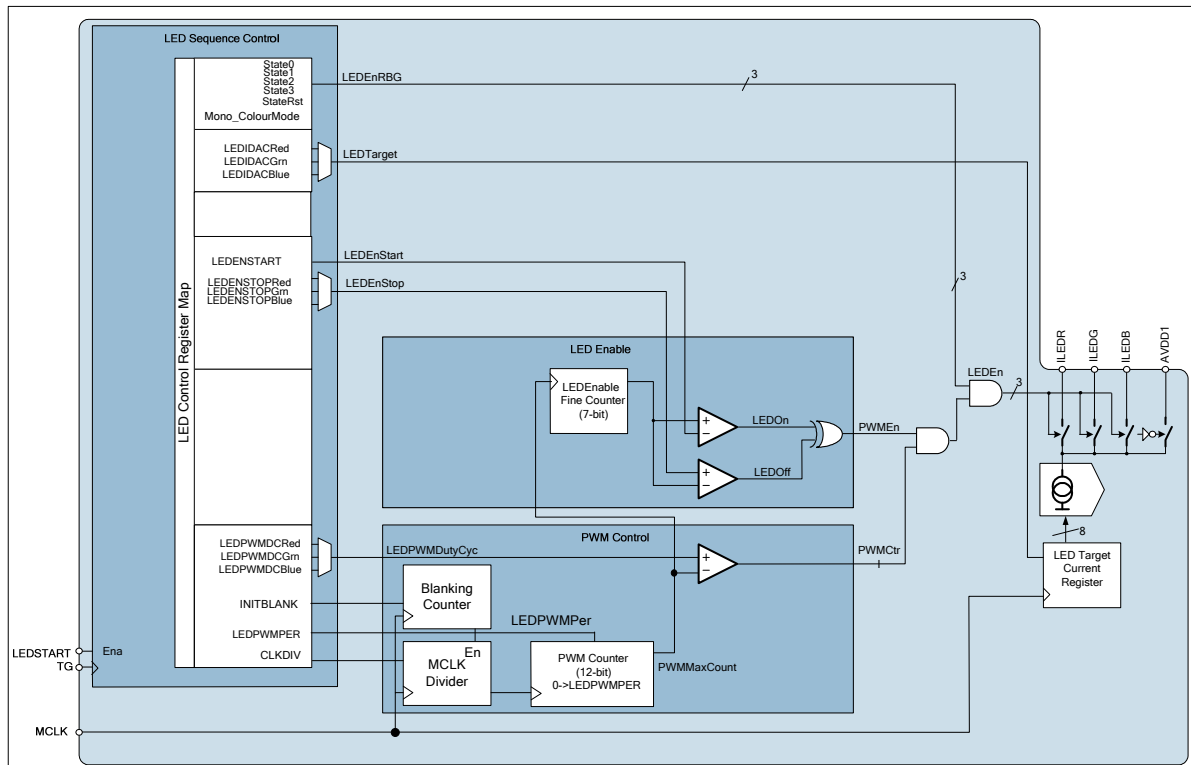 LED Sequence Control
LED Control Register Map
State0
State1
State2
State3
StateRst
Mono_ColourMode
LEDEnRBG
3
LEDIDACRed
LEDIDACGrn
LEDIDACBlue
LEDTarget
LEDENSTART
LEDEnStart
LEDENSTOPRed
LEDENSTOPGrn
LEDENSTOPBlue
LEDEnStop
3
LED Enable
LEDEnable
Fine Counter
(7-bit)
+
−
LEDOn
+
−
LEDOff
PWMEn
LEDEn
3
ILEDR
ILEDG
ILEDB
AVDD1
8
LED Target
Current
Register
PWM Control
LEDPWMDCRed
LEDPWMDCGrn
LEDPWMDCBlue
LEDPWMDutyCyc
+
−
PWMCtr
INITBLANK
Blanking
Counter
LEDPWMPER
LEDPWMPer
CLKDIV
En
MCLK
Divider
PWM Counter
(12-bit)
0->LEDPWMPER
PWMMaxCount
LEDSTART
Ena
TG
MCLK